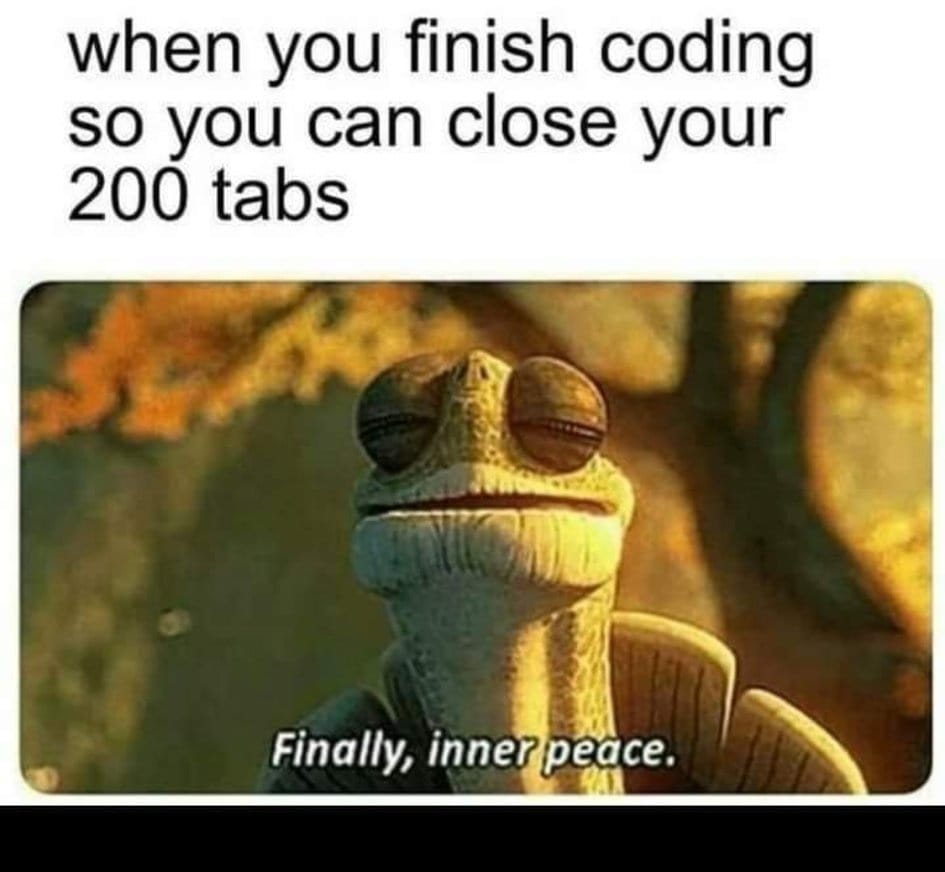 when you finish coding
so you can close your
200 tabs
Finally, inner peace.